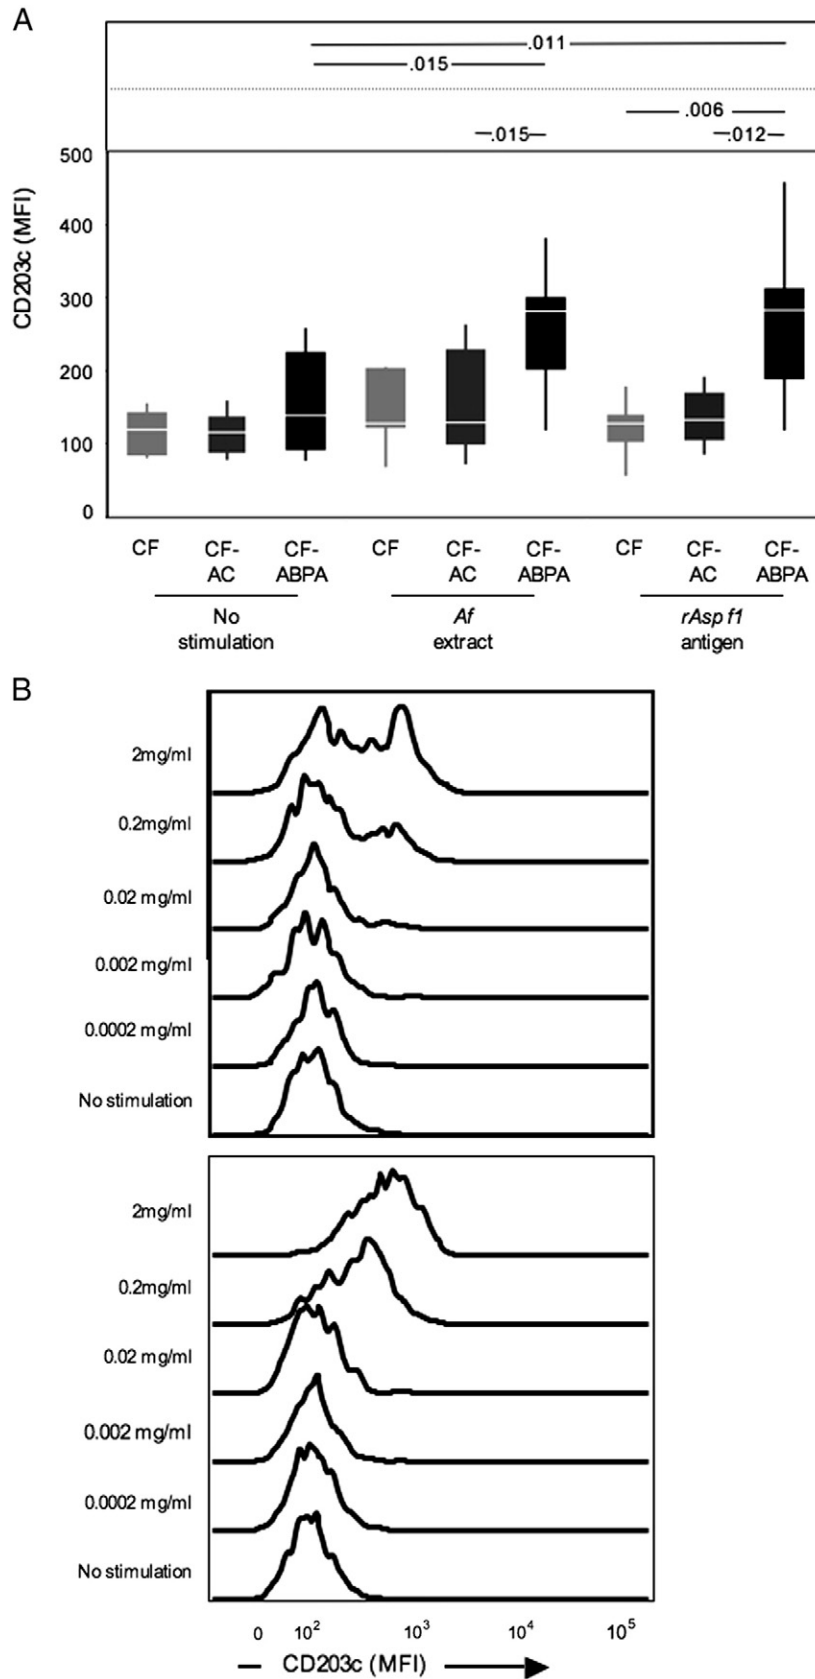 A
.011
.015
.006
.015
.012
500
400
300
200
100
0
CD203c (MFI)
CF CF-AC CF-ABPA CF CF-AC CF-ABPA CF CF-AC CF-ABPA
No stimulation Af extract rAsp f1 antigen
B
2mg/ml
0.2mg/ml
0.02 mg/ml
0.002 mg/ml
0.0002 mg/ml
No stimulation
2mg/ml
0.2mg/ml
0.02 mg/ml
0.002 mg/ml
0.0002 mg/ml
No stimulation
0 10² 10³ 10⁴ 10⁵
CD203c (MFI)